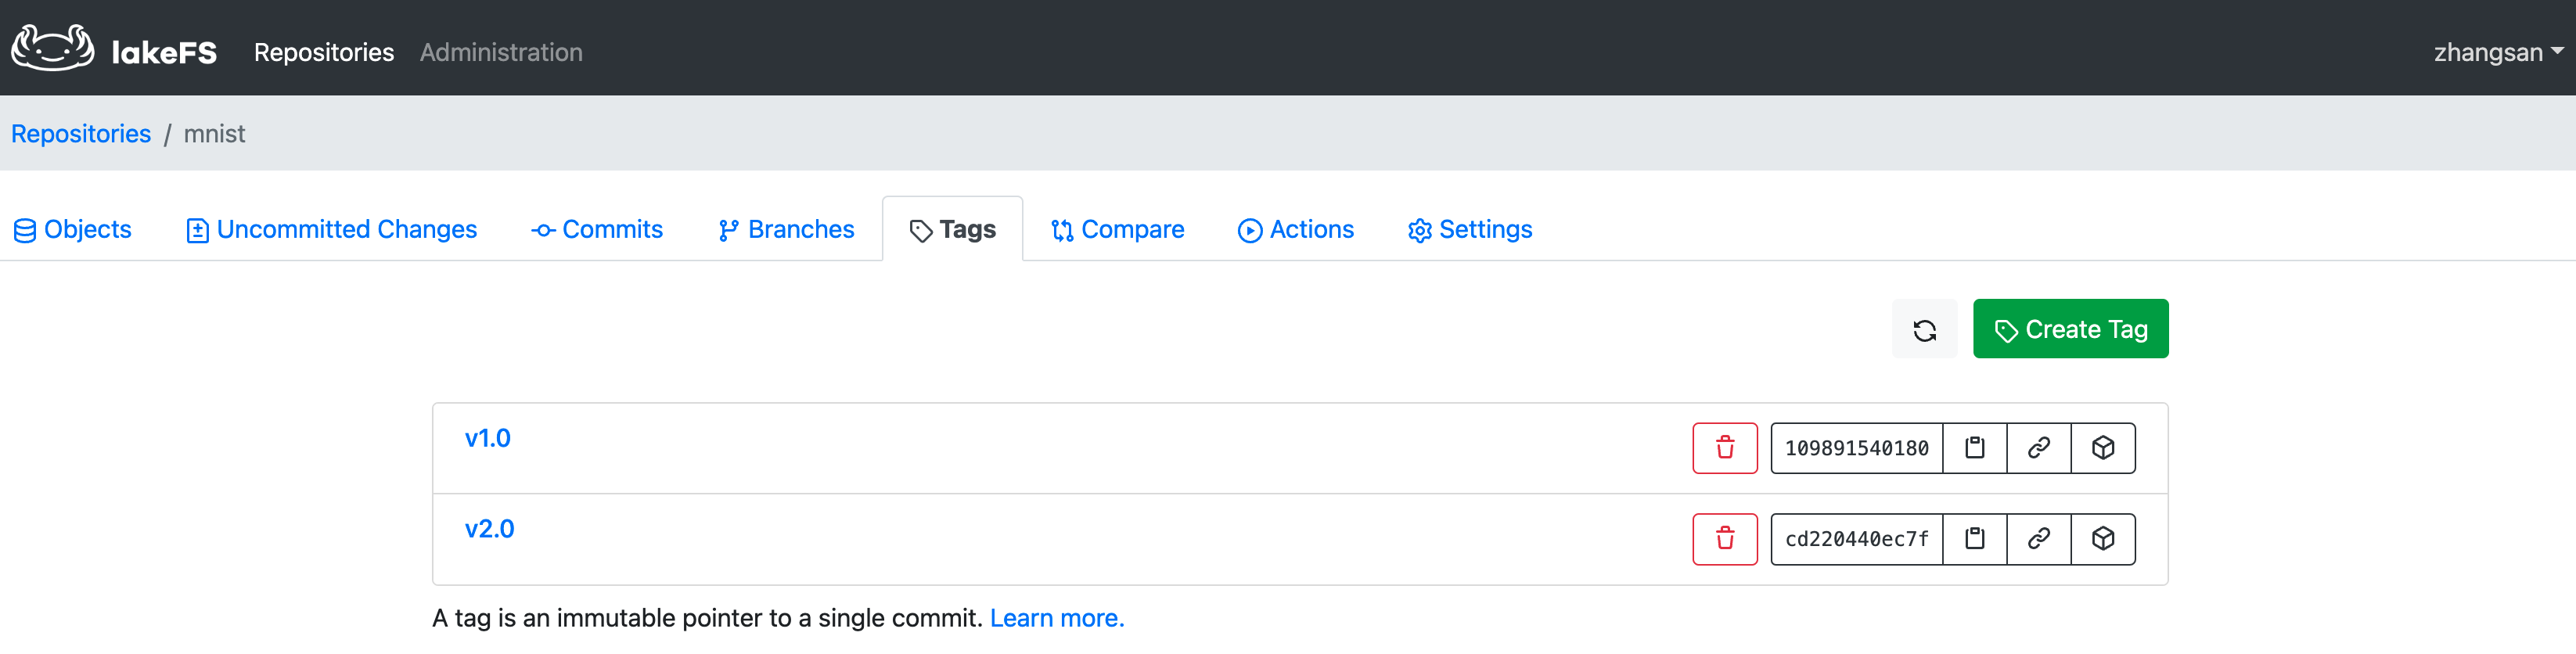 lakeFS Repositories Administration zhangsan
Repositories / mnist
Objects Uncommitted Changes Commits Branches Tags Compare Actions Settings
Create Tag
v1.0 109891540180
v2.0 cd220440ec7f
A tag is an immutable pointer to a single commit. Learn more.